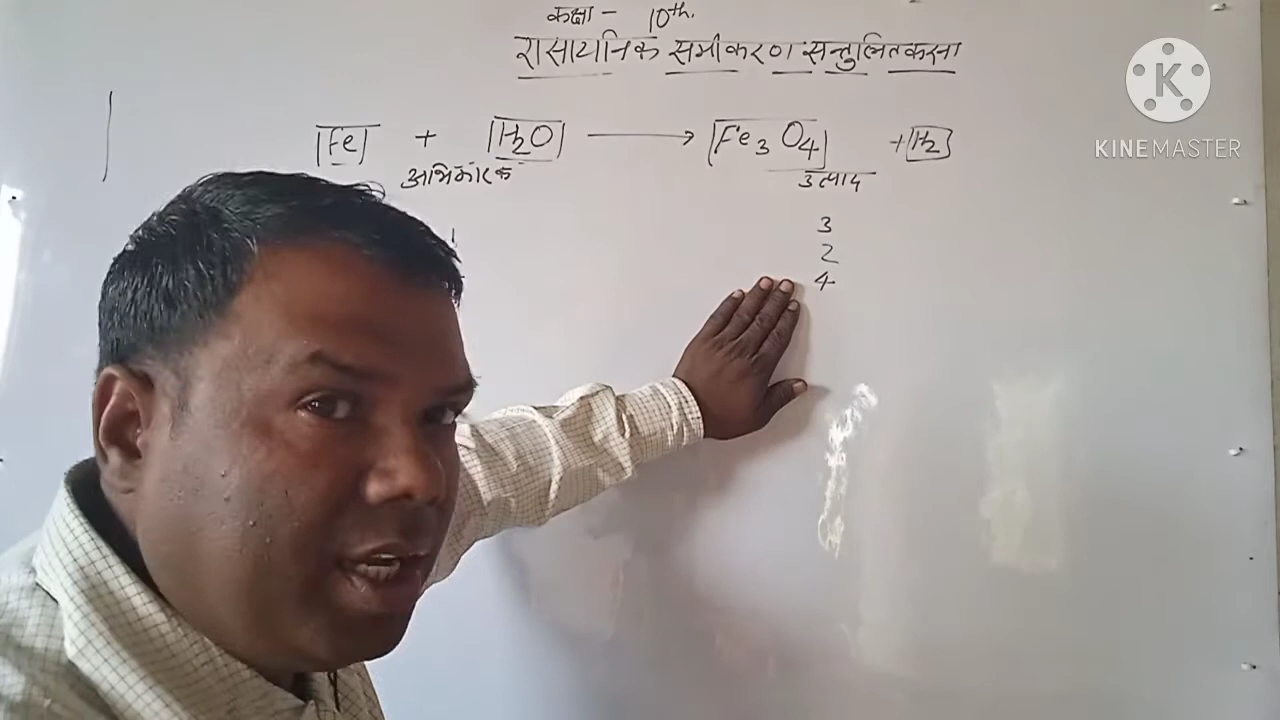 कक्षा - 10th.
रासायनिक समीकरण सन्तुलित करना
Fe + H2O → Fe3O4 + H2
अभिकारक उत्पाद
3
2
4
K
KINEMASTER